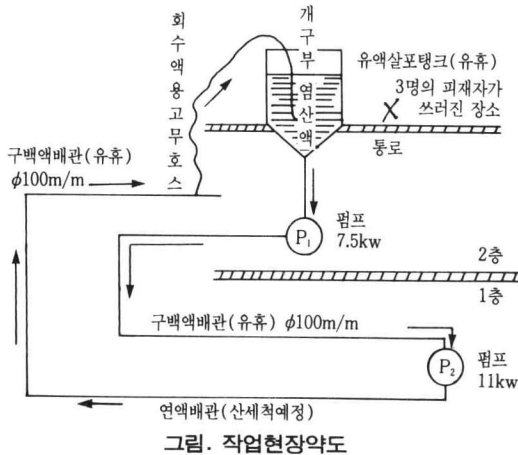 회수액용고무호스
개구부
유액살포탱크(유휴)
염산액
3명의 피재자가
쓰러진 장소
통로
구백액배관(유휴)
φ100m/m
P₁
펌프
7.5kw
2층
1층
구백액배관(유휴) φ100m/m
P₂
펌프
11kw
연액배관(산세척예정)
그림. 작업현장약도